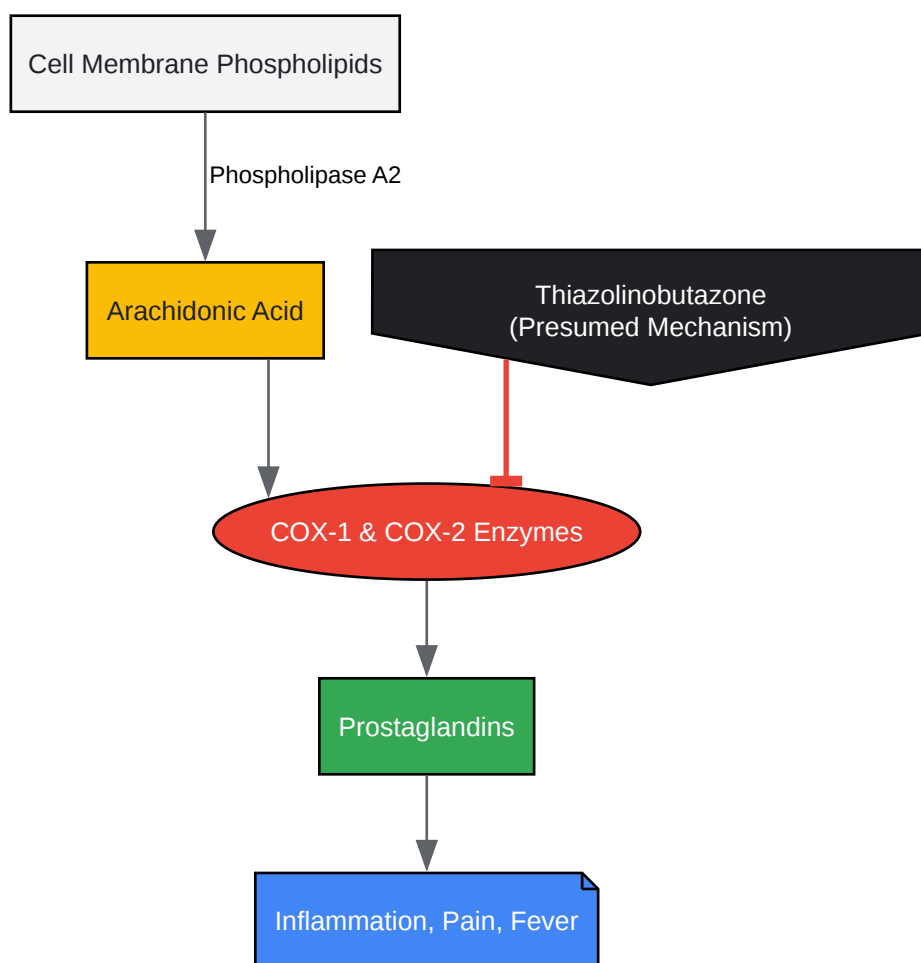 Cell Membrane Phospholipids
Phospholipase A2
Arachidonic Acid
Thiazolinobutazone
(Presumed Mechanism)
COX-1 & COX-2 Enzymes
Prostaglandins
Inflammation, Pain, Fever